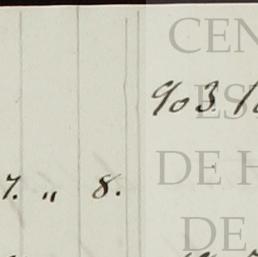 CEN
903
ES
7. " 8.
DE H
DE